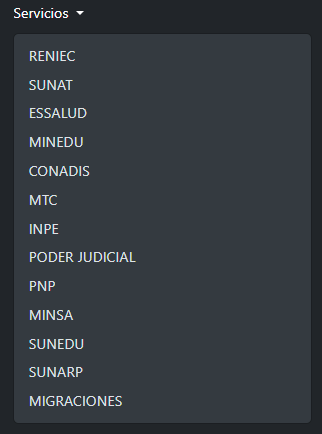 Servicios
RENIEC
SUNAT
ESSALUD
MINEDU
CONADIS
MTC
INPE
PODER JUDICIAL
PNP
MINSA
SUNEDU
SUNARP
MIGRACIONES